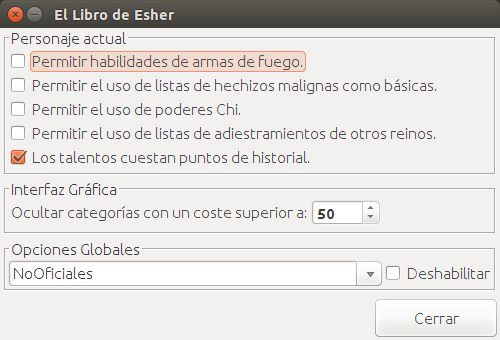 El Libro de Esher
Personaje actual
Permitir habilidades de armas de fuego.
Permitir el uso de listas de hechizos malignas como básicas.
Permitir el uso de poderes Chi.
Permitir el uso de listas de adiestramientos de otros reinos.
Los talentos cuestan puntos de historial.
Interfaz Gráfica
Ocultar categorías con un coste superior a: 50
Opciones Globales
NoOficiales Deshabilitar
Cerrar